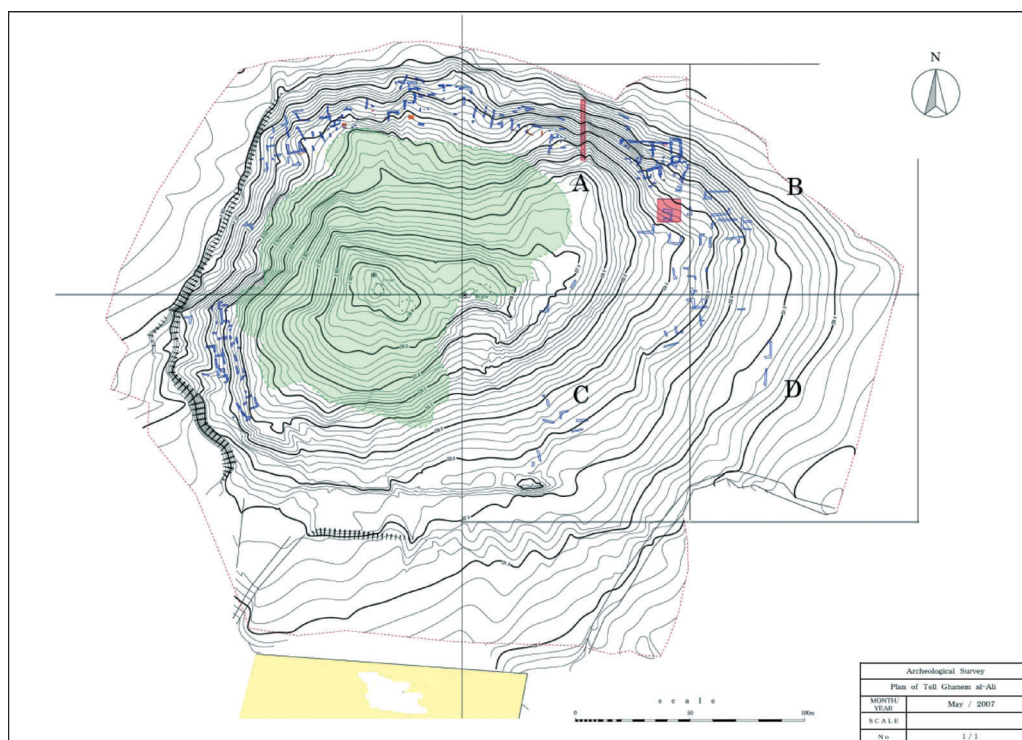 N
A
B
C
D
s c a l e
0 50 100m
Archeological Survey
Plan of Tell Ghanem al-Ali
MONTH/
YEAR
May / 2007
SCALE
No
1 / 1